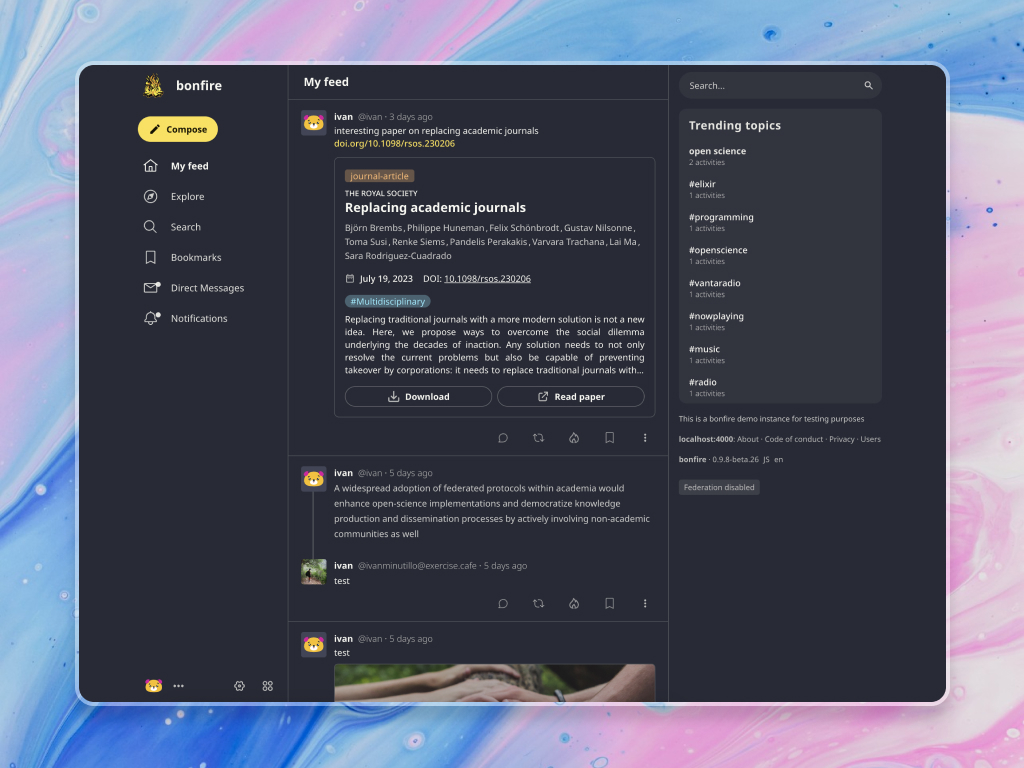 bonfire
Compose
My feed
Explore
Search
Bookmarks
Direct Messages
Notifications
My feed
ivan @ivan · 3 days ago
interesting paper on replacing academic journals
doi.org/10.1098/rsos.230206
journal-article
THE ROYAL SOCIETY
Replacing academic journals
Björn Brembs, Philippe Huneman, Felix Schönbrodt, Gustav Nilsonne,
Toma Susi, Renke Siems, Pandelis Perakakis, Varvara Trachana, Lai Ma,
Sara Rodriguez-Cuadrado
July 19, 2023 DOI: 10.1098/rsos.230206
#Multidisciplinary
Replacing traditional journals with a more modern solution is not a new
idea. Here, we propose ways to overcome the social dilemma
underlying the decades of inaction. Any solution needs to not only
resolve the current problems but also be capable of preventing
takeover by corporations: it needs to replace traditional journals with...
Download
Read paper
ivan @ivan · 5 days ago
A widespread adoption of federated protocols within academia would
enhance open-science implementations and democratize knowledge
production and dissemination processes by actively involving non-academic
communities as well
ivan @ivanminutillo@exercise.cafe · 5 days ago
test
ivan @ivan · 5 days ago
test
Search...
Trending topics
open science
2 activities
#elixir
1 activities
#programming
1 activities
#openscience
1 activities
#vantaradio
1 activities
#nowplaying
1 activities
#music
1 activities
#radio
1 activities
This is a bonfire demo instance for testing purposes
localhost:4000: About · Code of conduct · Privacy · Users
bonfire · 0.9.8-beta.26 JS en
Federation disabled